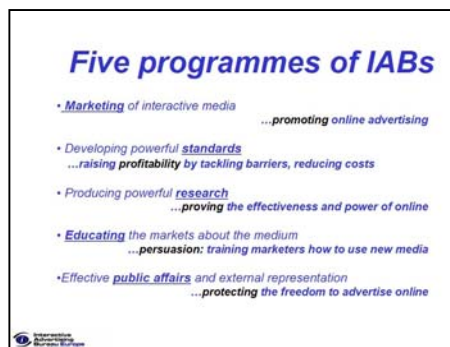 Five programmes of IABs
• Marketing of interactive media
…promoting online advertising
• Developing powerful standards
…raising profitability by tackling barriers, reducing costs
• Producing powerful research
…proving the effectiveness and power of online
• Educating the markets about the medium
…persuasion: training marketers how to use new media
•Effective public affairs and external representation
…protecting the freedom to advertise online
Interactive
Advertising
Bureau Europe